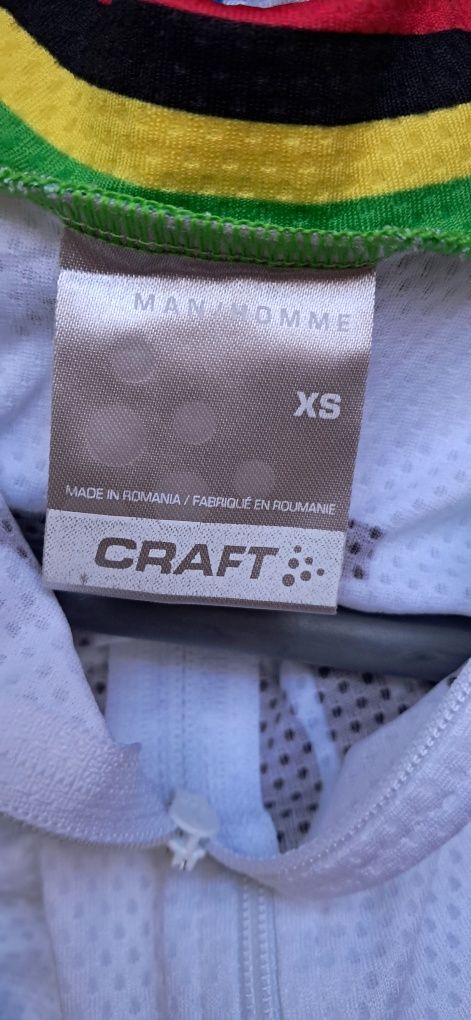 MAN/HOMME
XS
MADE IN ROMANIA / FABRIQUÉ EN ROUMANIE
CRAFT